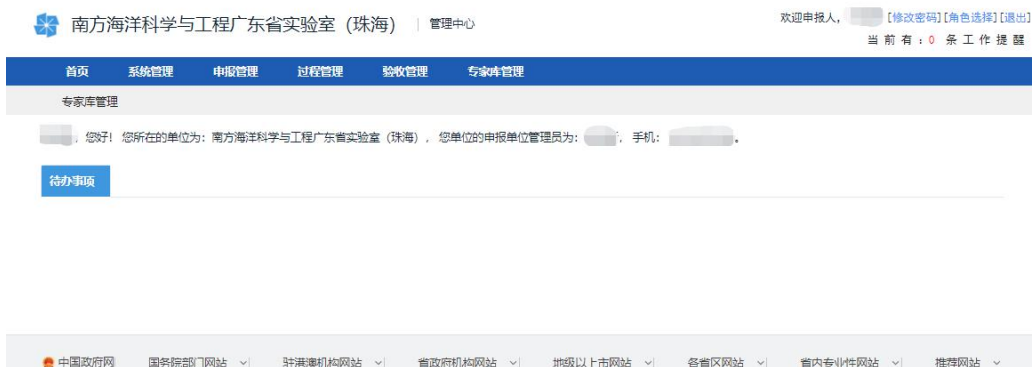 南方海洋科学与工程广东省实验室（珠海） | 管理中心
欢迎申报人， [修改密码][角色选择][退出]
当前有：0 条工作提醒
首页 系统管理 申报管理 过程管理 验收管理 专家库管理
专家库管理
，您好！您所在的单位为：南方海洋科学与工程广东省实验室（珠海），您单位的申报单位管理员为： ，手机： 。
待办事项
中国政府网 国务院部门网站 驻港澳机构网站 省政府机构网站 地级以上市网站 各省区网站 省内专业性网站 推荐网站